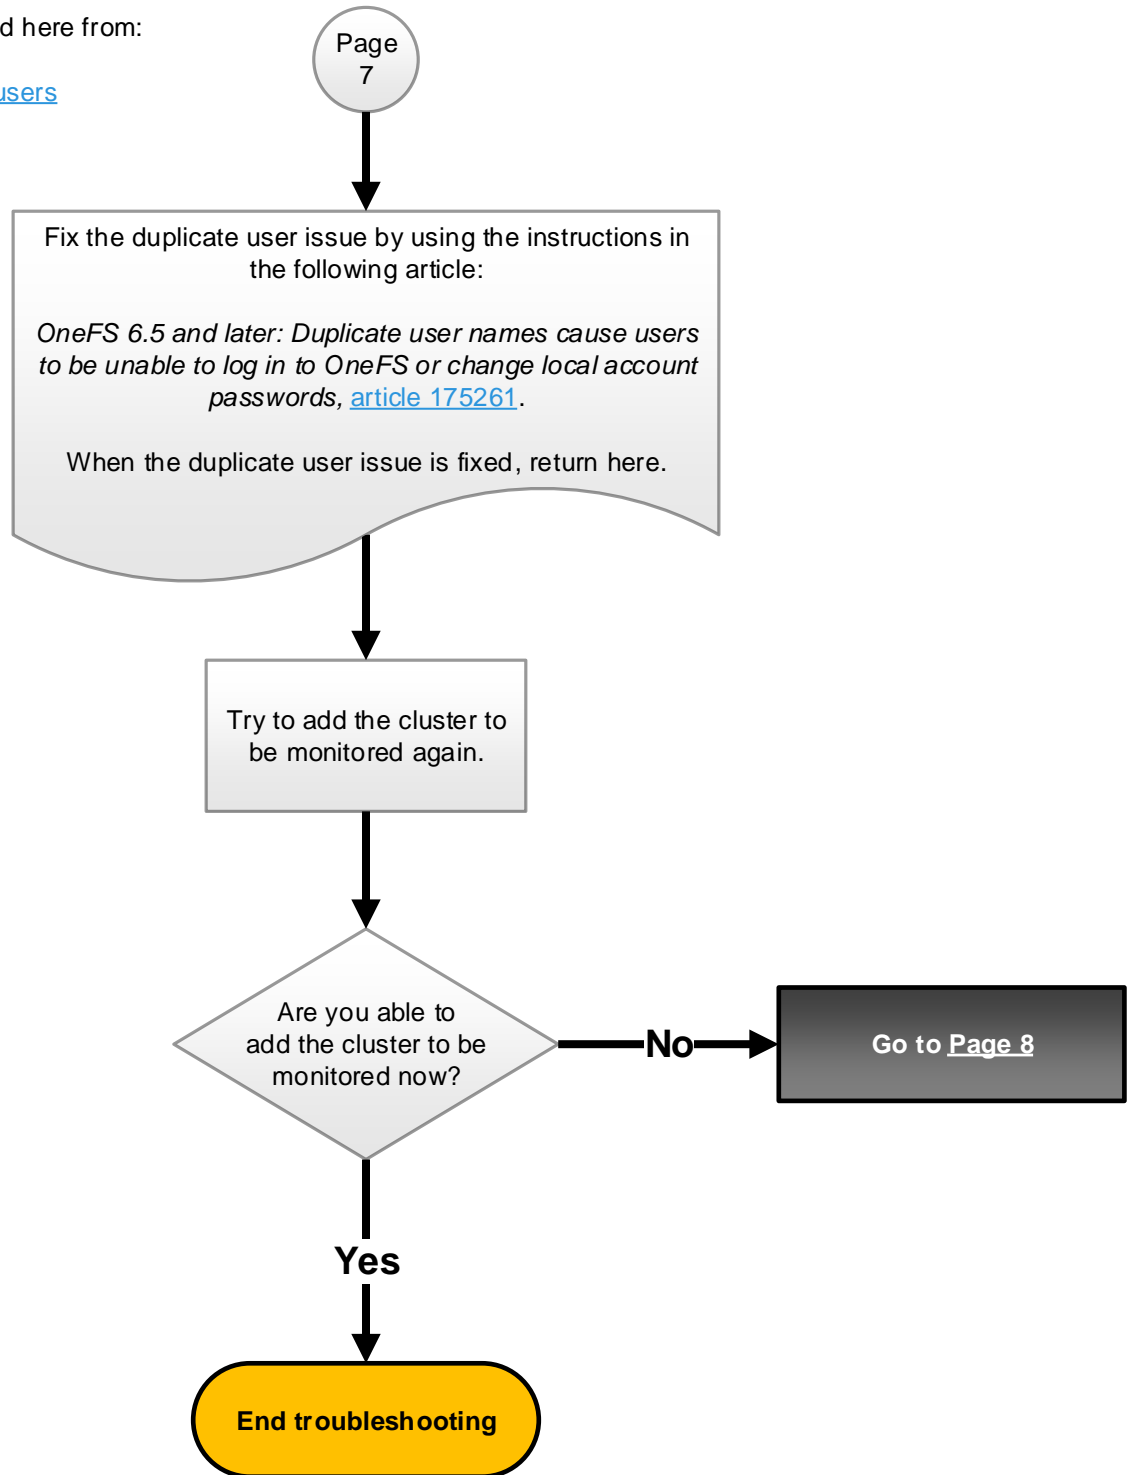 d here from:
users
Page
7
Fix the duplicate user issue by using the instructions in
the following article:
OneFS 6.5 and later: Duplicate user names cause users
to be unable to log in to OneFS or change local account
passwords, article 175261.
When the duplicate user issue is fixed, return here.
Try to add the cluster to
be monitored again.
Are you able to
add the cluster to be
monitored now?
No
Go to Page 8
Yes
End troubleshooting